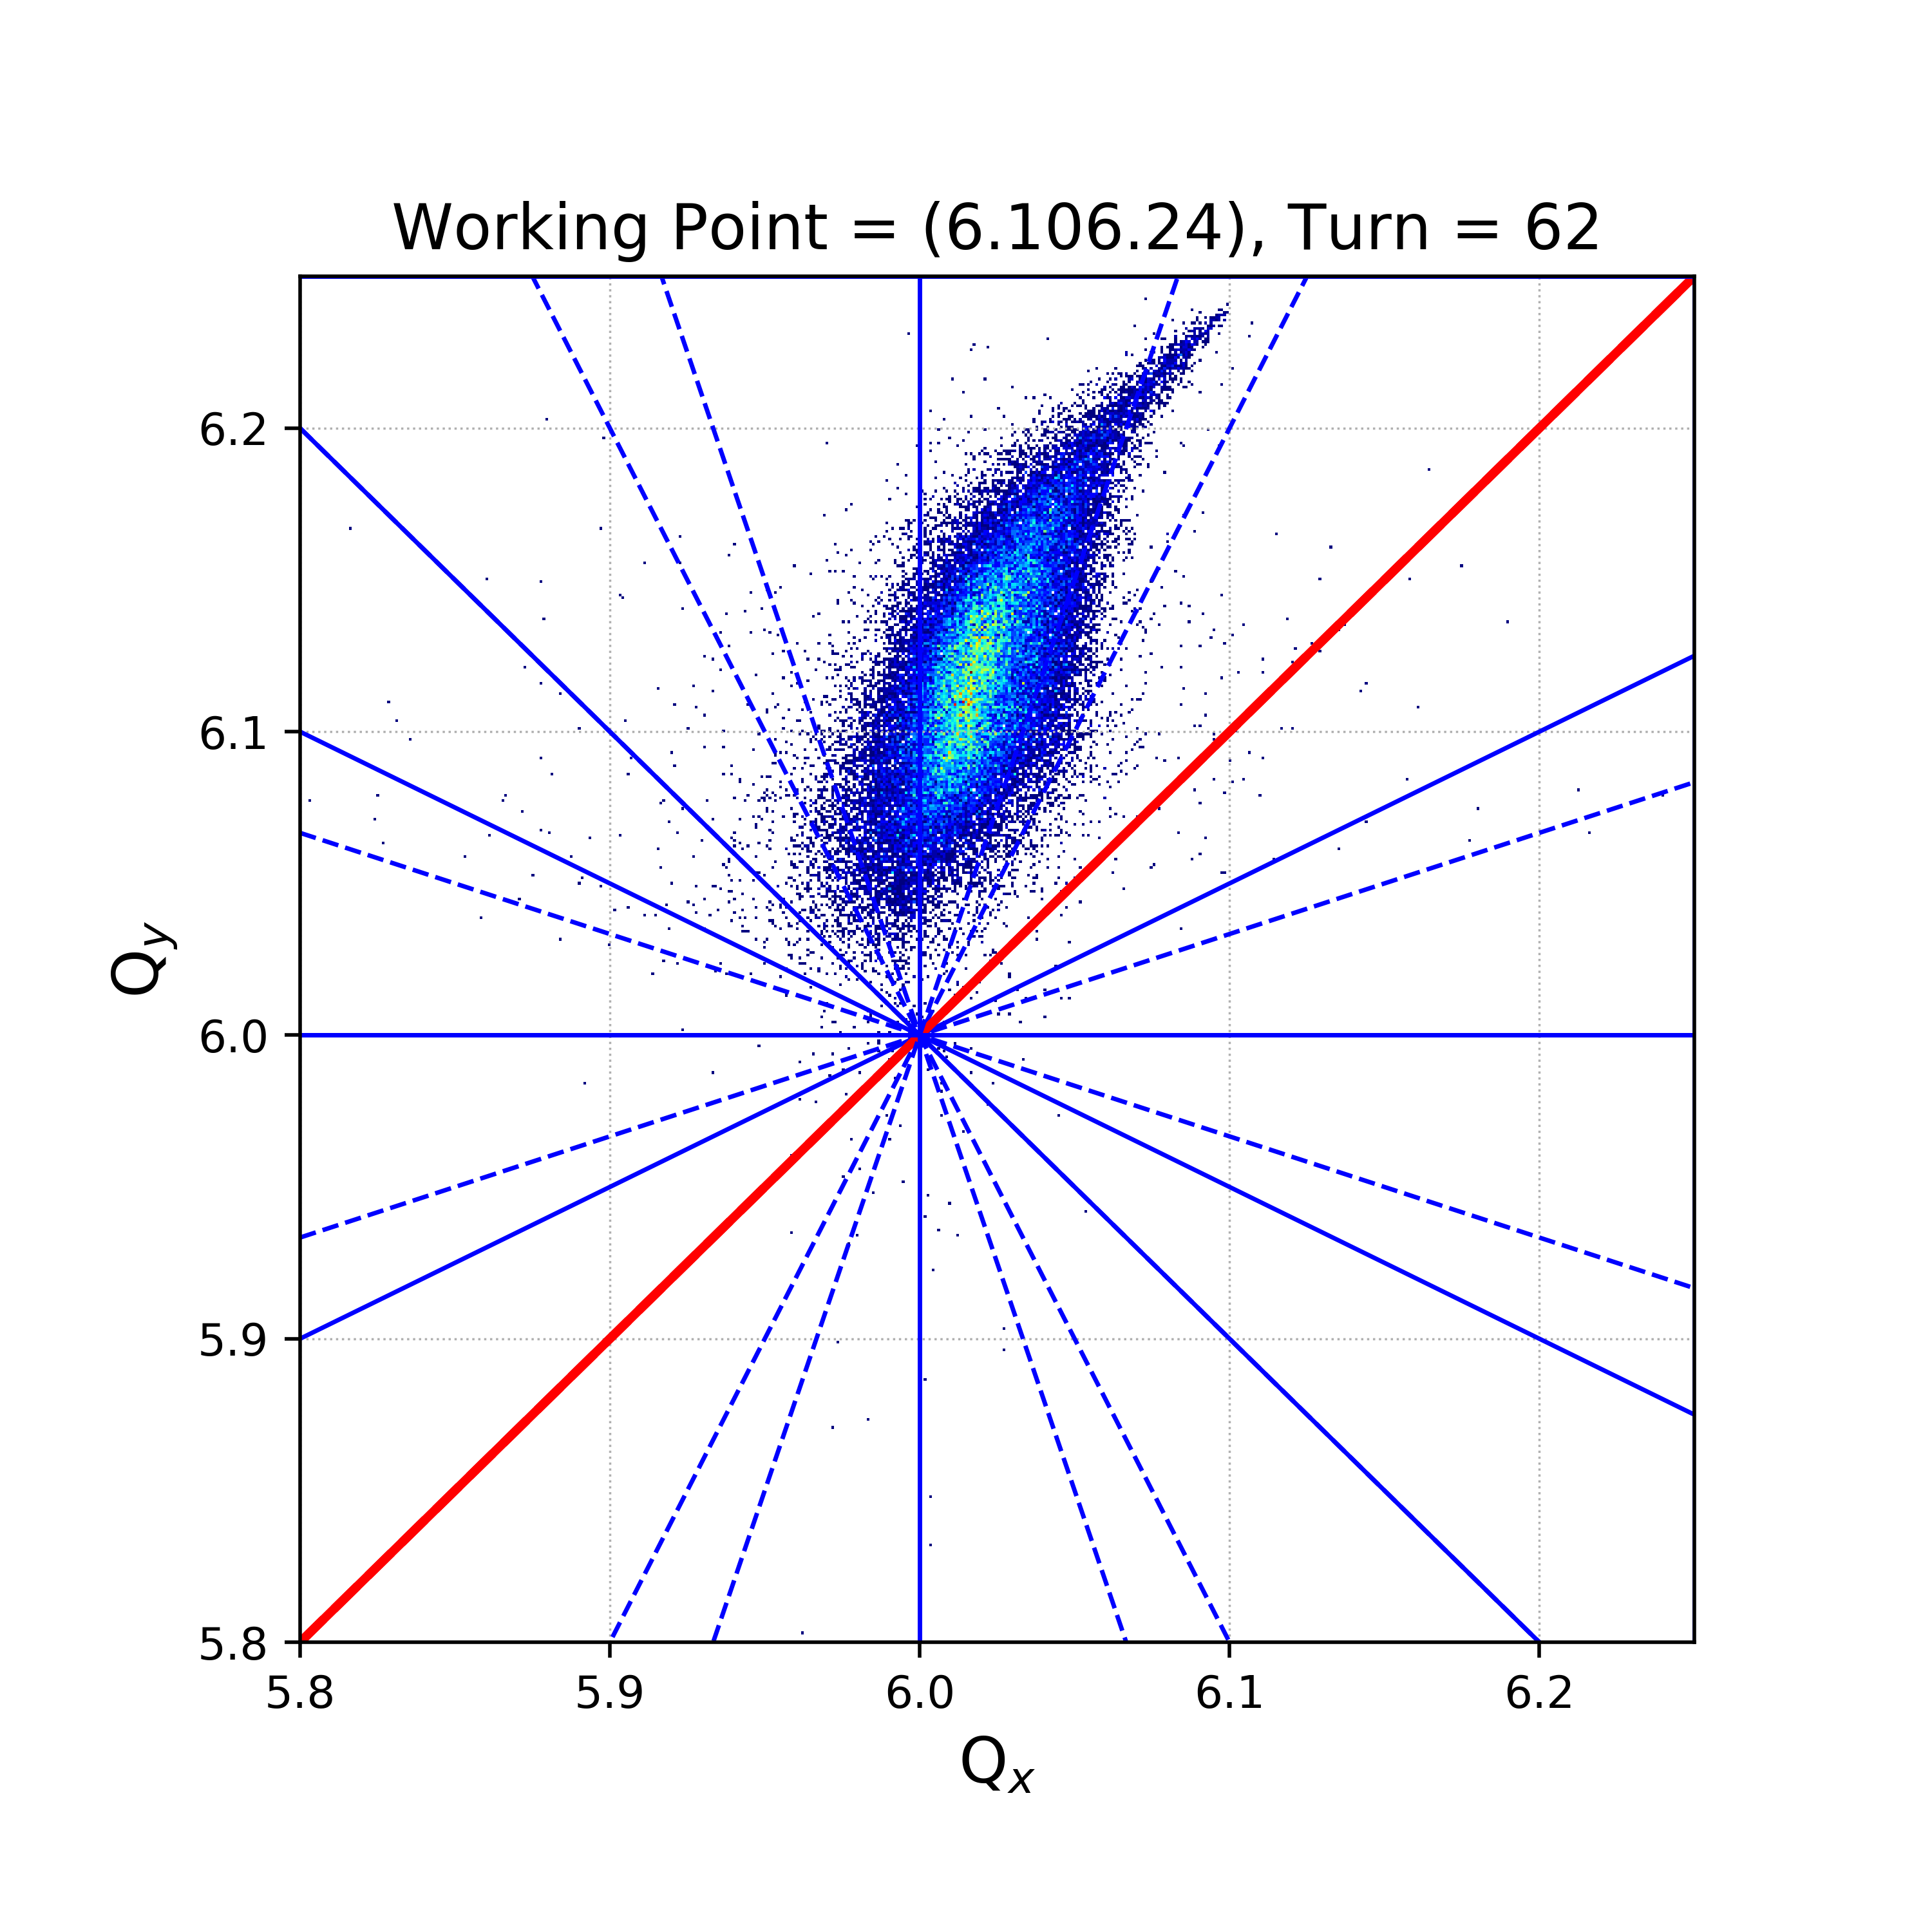 Working Point = (6.106.24), Turn = 62
6.2
6.1
6.0
5.9
5.8
Qy
5.8 5.9 6.0 6.1 6.2
Qx